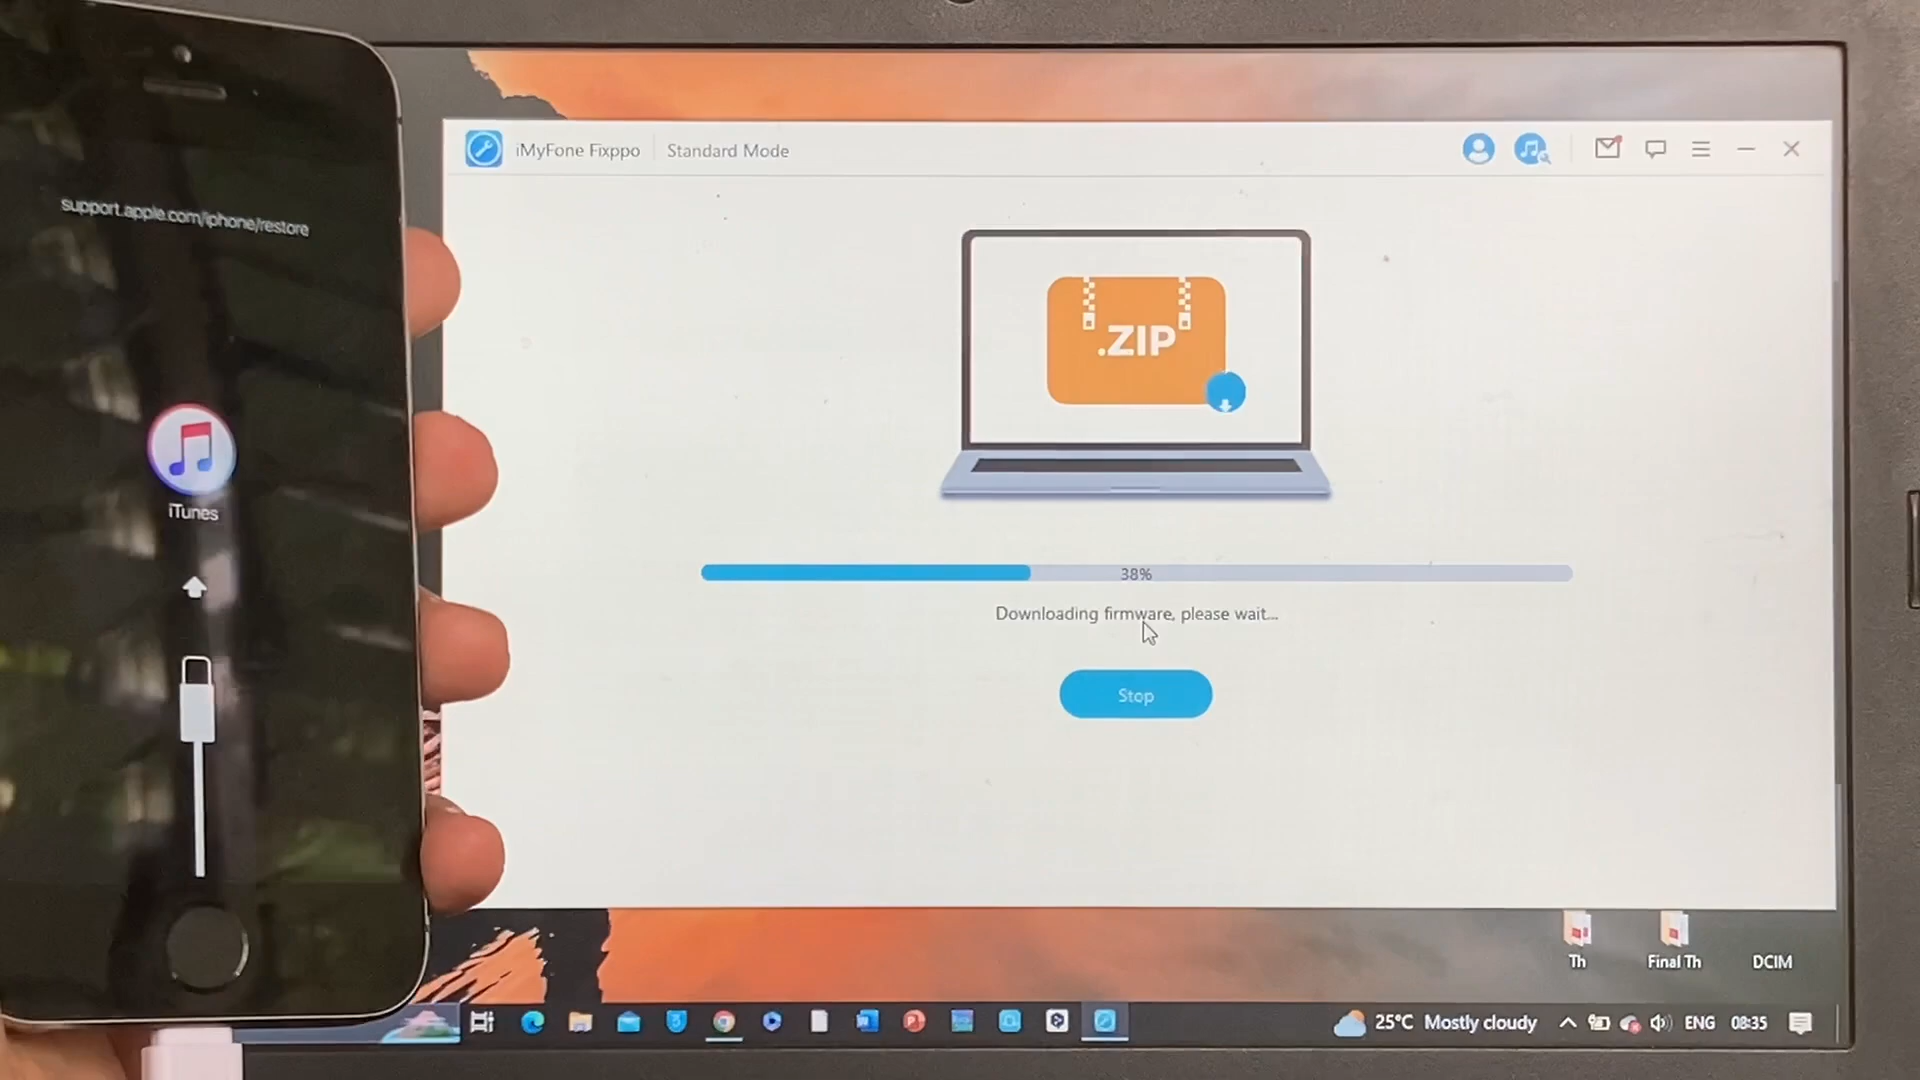 support.apple.com/iphone/restore
iTunes
iMyFone Fixppo
Standard Mode
.ZIP
38%
Downloading firmware, please wait...
Stop
Th
Final Th
DCIM
25°C Mostly cloudy
ENG
08:35